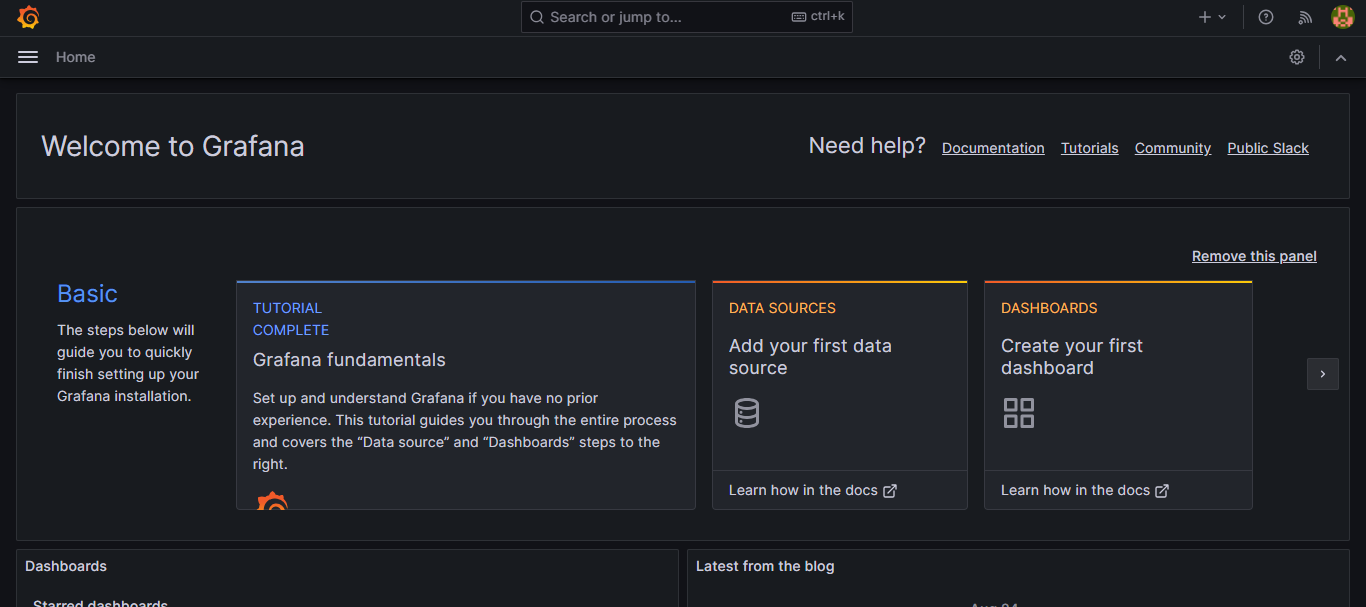 Search or jump to...
ctrl+k
Home
Welcome to Grafana
Need help?
Documentation
Tutorials
Community
Public Slack
Remove this panel
Basic
The steps below will
guide you to quickly
finish setting up your
Grafana installation.
TUTORIAL
COMPLETE
Grafana fundamentals
Set up and understand Grafana if you have no prior
experience. This tutorial guides you through the entire process
and covers the “Data source” and “Dashboards” steps to the
right.
DATA SOURCES
Add your first data
source
Learn how in the docs
DASHBOARDS
Create your first
dashboard
Learn how in the docs
Dashboards
Starred dashboards
Latest from the blog